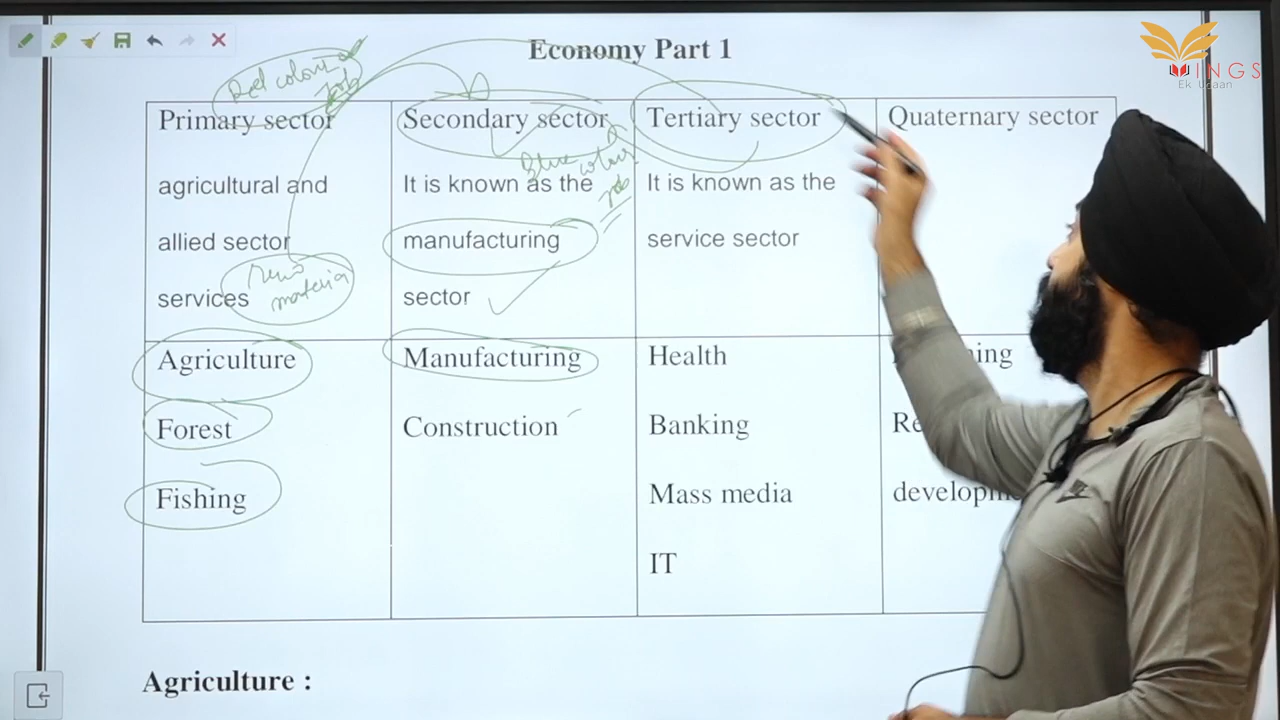 Economy Part 1
WINGS
Ek Udaan
Red colour
Job
Primary sector
agricultural and
allied sector
services
material
Secondary sector
Blue colour
Job
It is known as the
manufacturing
sector
Tertiary sector
It is known as the
service sector
Quaternary sector
Agriculture
Forest
Fishing
Manufacturing
Construction
Health
Banking
Mass media
IT
Agriculture :